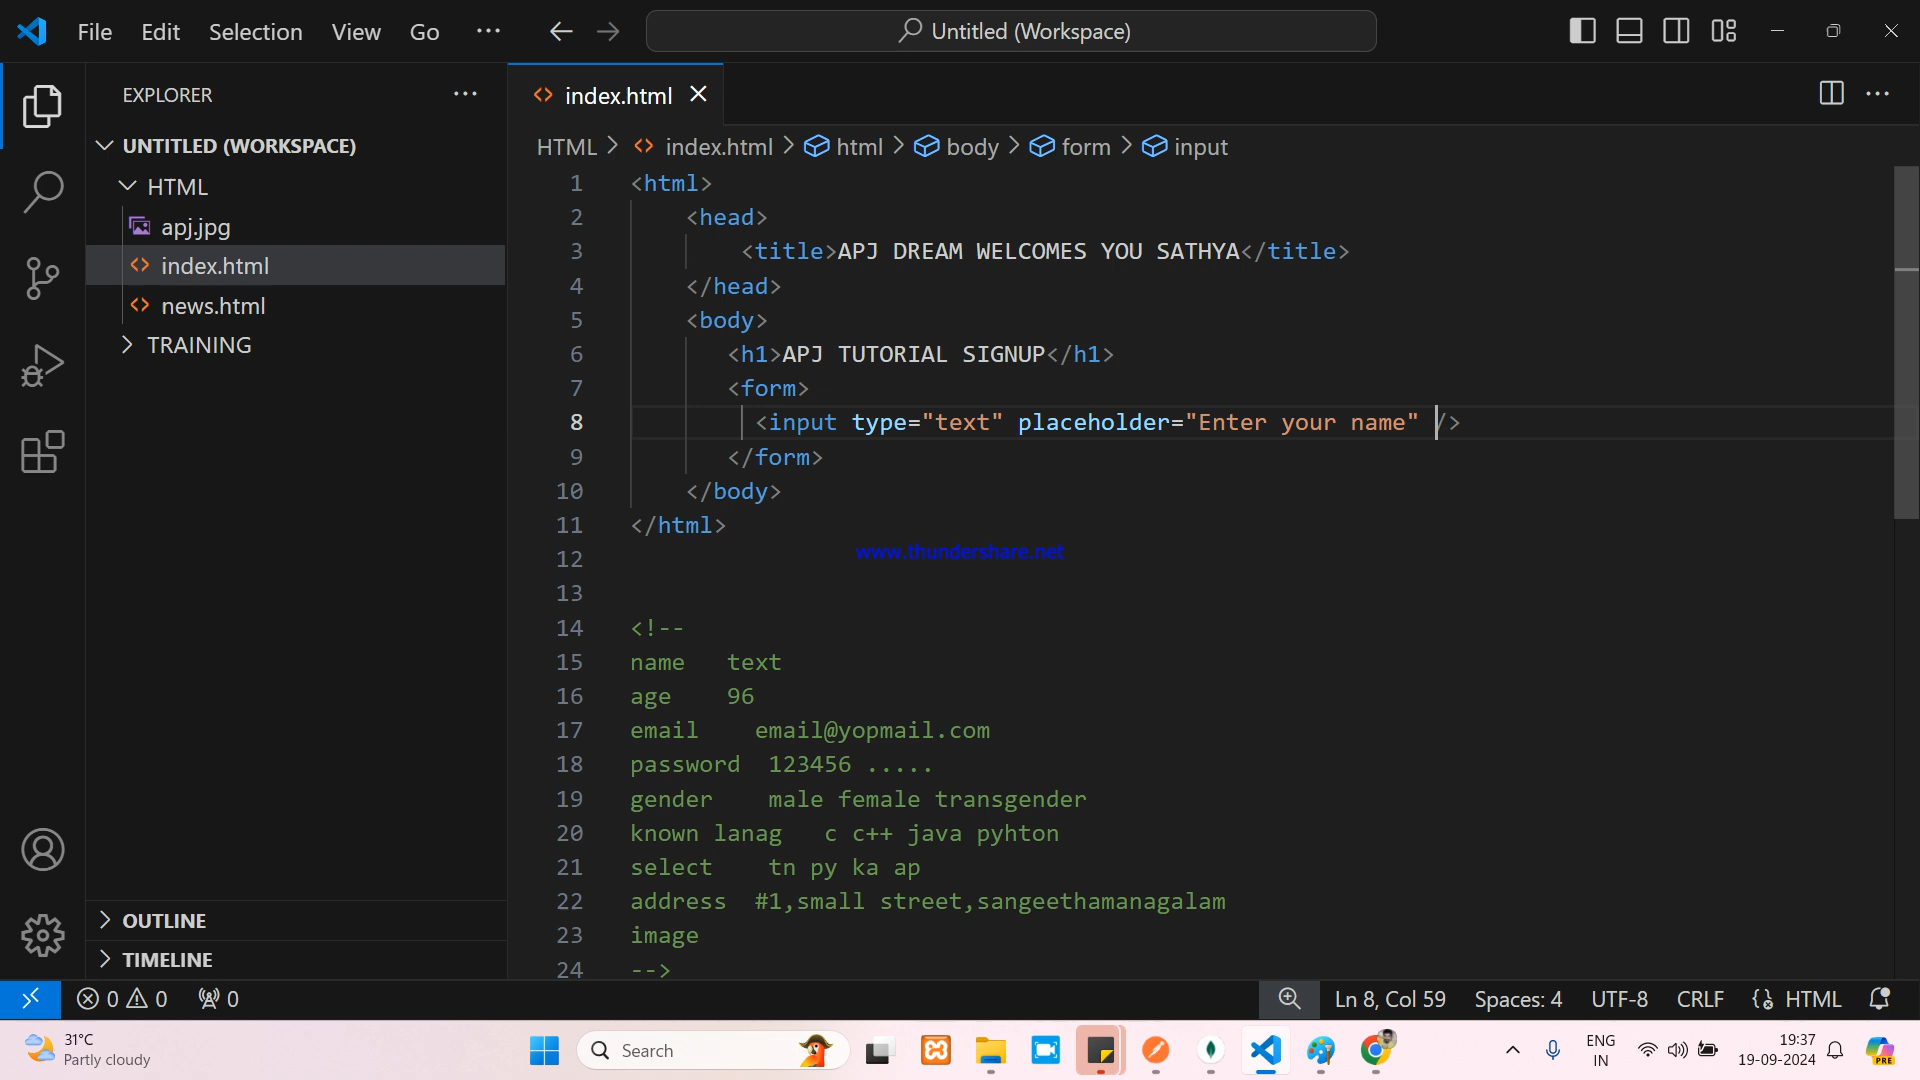 File Edit Selection View Go ··· Untitled (Workspace)
EXPLORER ···
UNTITLED (WORKSPACE)
HTML
apj.jpg
index.html
news.html
TRAINING
OUTLINE
TIMELINE
index.html
HTML > index.html > html > body > form > input
1 <html>
2 <head>
3 <title>APJ DREAM WELCOMES YOU SATHYA</title>
4 </head>
5 <body>
6 <h1>APJ TUTORIAL SIGNUP</h1>
7 <form>
8 <input type="text" placeholder="Enter your name" />
9 </form>
10 </body>
11 </html>
www.thundershare.net
12
13
14 <!--
15 name text
16 age 96
17 email email@yopmail.com
18 password 123456 .....
19 gender male female transgender
20 known lanag c c++ java pyhton
21 select tn py ka ap
22 address #1,small street,sangeethamanagalam
23 image
24 -->
0 0 0 Ln 8, Col 59 Spaces: 4 UTF-8 CRLF HTML
31°C
Partly cloudy
Search
ENG
IN
19:37
19-09-2024
PRE